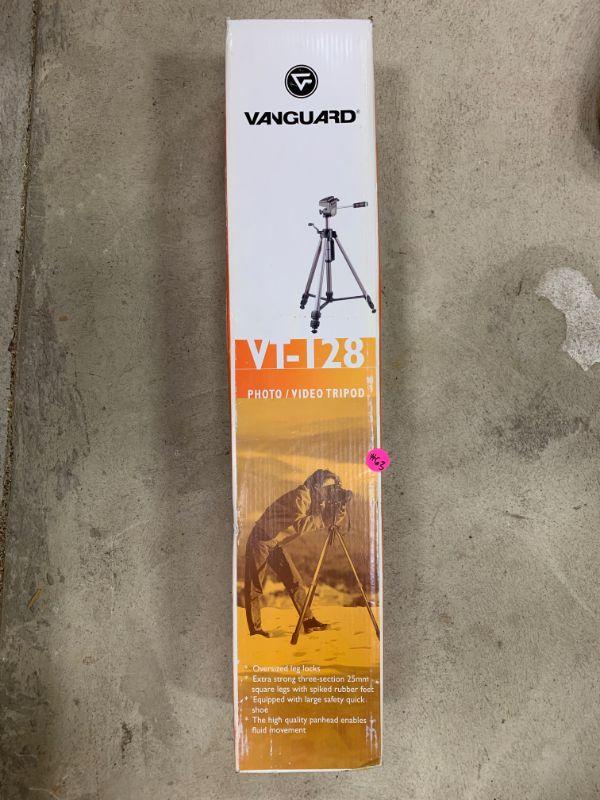 VANGUARD®
VT-128
PHOTO / VIDEO TRIPOD
#63
* Oversized leg locks
* Extra strong three-section 25mm
square legs with spiked rubber feet
* Equipped with large safety quick
shoe
* The high quality panhead enables
fluid movement